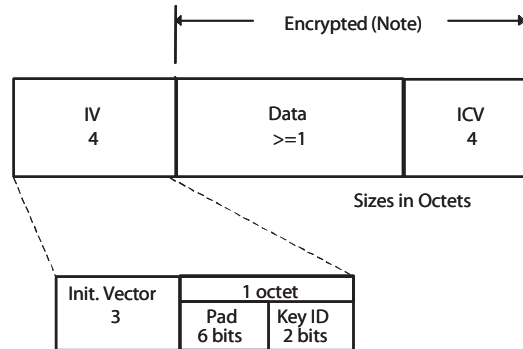 Encrypted (Note)
IV
4
Data
>=1
ICV
4
Sizes in Octets
Init. Vector
3
1 octet
Pad
6 bits
Key ID
2 bits